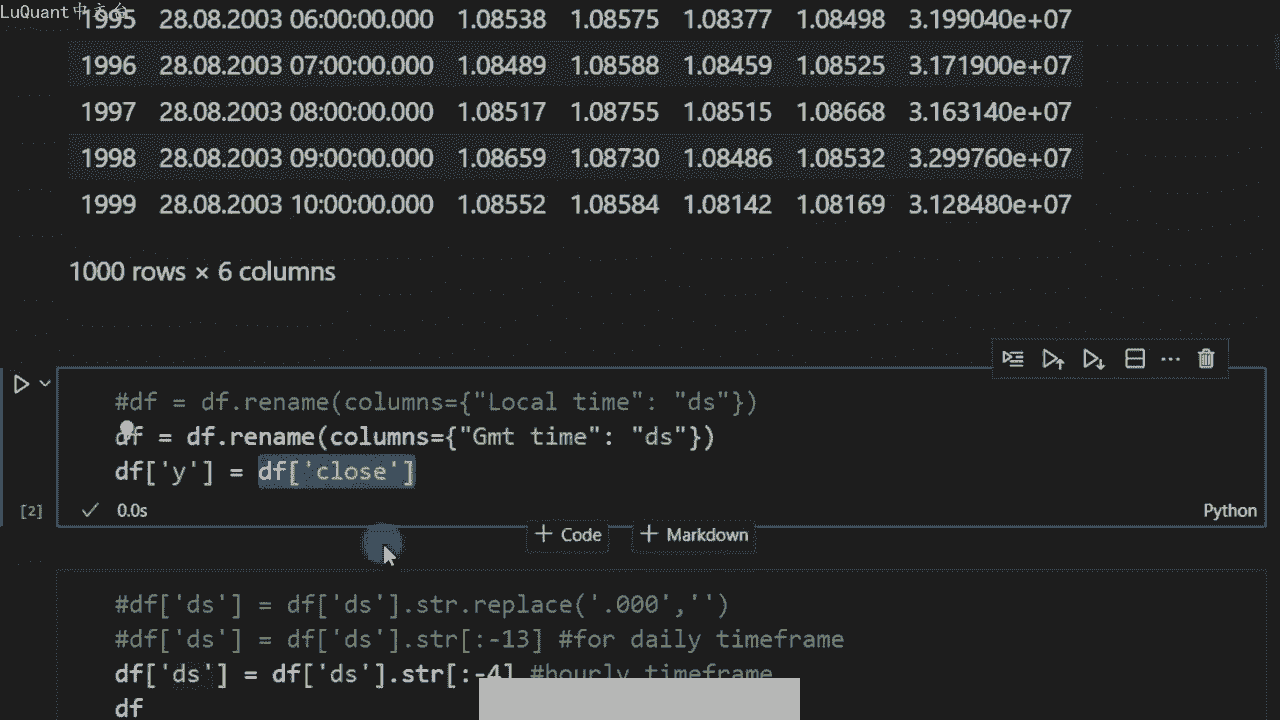 LuQuant中文台
1995 28.08.2003 06:00:00.000 1.08538 1.08575 1.08377 1.08498 3.199040e+07
1996 28.08.2003 07:00:00.000 1.08489 1.08588 1.08459 1.08525 3.171900e+07
1997 28.08.2003 08:00:00.000 1.08517 1.08755 1.08515 1.08668 3.163140e+07
1998 28.08.2003 09:00:00.000 1.08659 1.08730 1.08486 1.08532 3.299760e+07
1999 28.08.2003 10:00:00.000 1.08552 1.08584 1.08142 1.08169 3.128480e+07
1000 rows × 6 columns
#df = df.rename(columns={"Local time": "ds"})
df = df.rename(columns={"Gmt time": "ds"})
df['y'] = df['close']
[2] 0.0s Python
+ Code + Markdown
#df['ds'] = df['ds'].str.replace('.000','')
#df['ds'] = df['ds'].str[:-13] #for daily timeframe
df['ds'] = df['ds'].str[:-4] #hourly timeframe
df